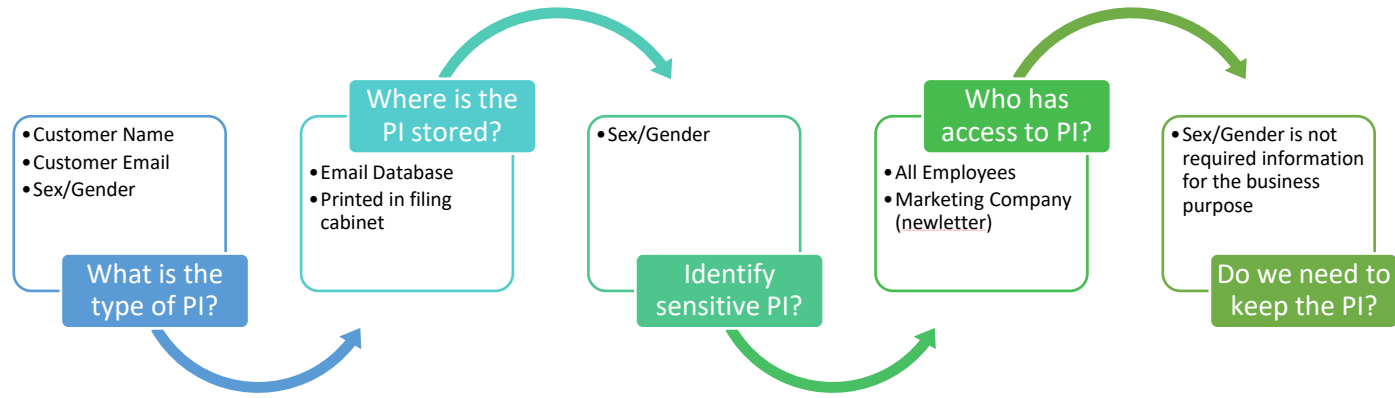 • Customer Name
• Customer Email
• Sex/Gender
What is the
type of PI?
Where is the
PI stored?
• Email Database
• Printed in filing
cabinet
• Sex/Gender
Identify
sensitive PI?
Who has
access to PI?
• All Employees
• Marketing Company
(newletter)
• Sex/Gender is not
required information
for the business
purpose
Do we need to
keep the PI?